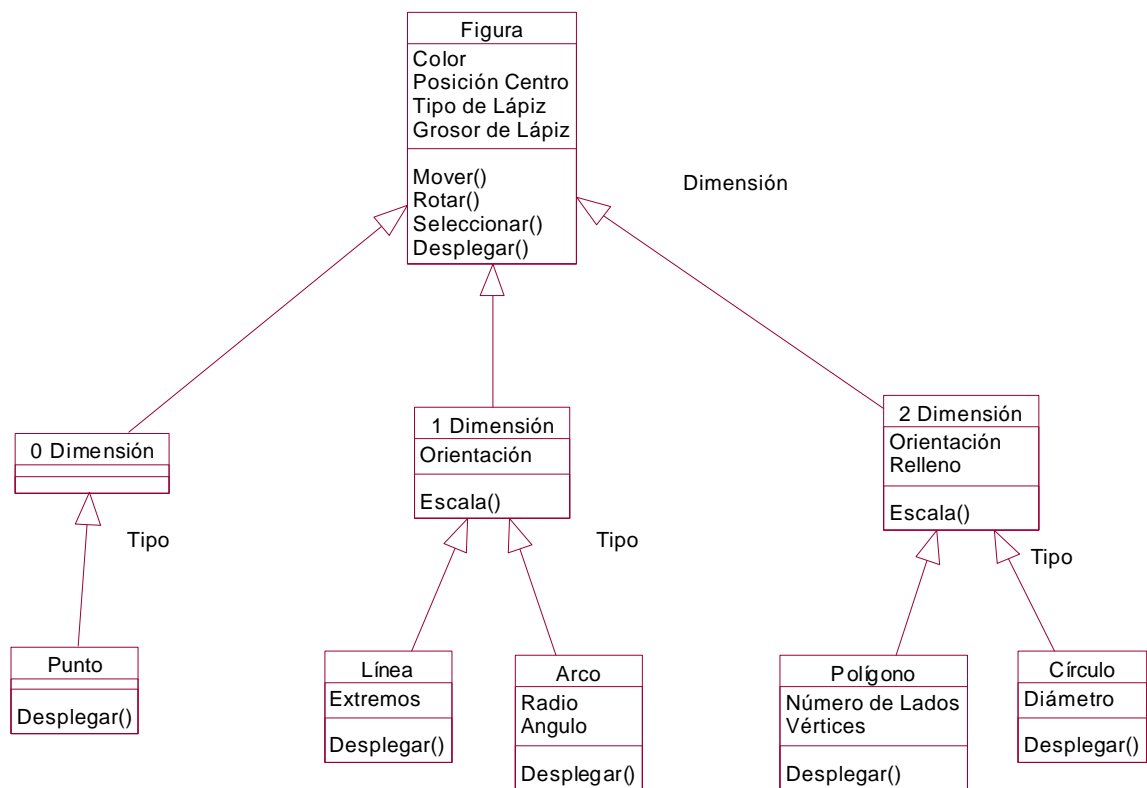 Figura
Color
Posición Centro
Tipo de Lápiz
Grosor de Lápiz
Mover()
Rotar()
Seleccionar()
Desplegar()
Dimensión
0 Dimensión
1 Dimensión
Orientación
Escala()
2 Dimensión
Orientación
Relleno
Escala()
Tipo
Tipo
Tipo
Punto
Desplegar()
Línea
Extremos
Desplegar()
Arco
Radio
Angulo
Desplegar()
Polígono
Número de Lados
Vértices
Desplegar()
Círculo
Diámetro
Desplegar()